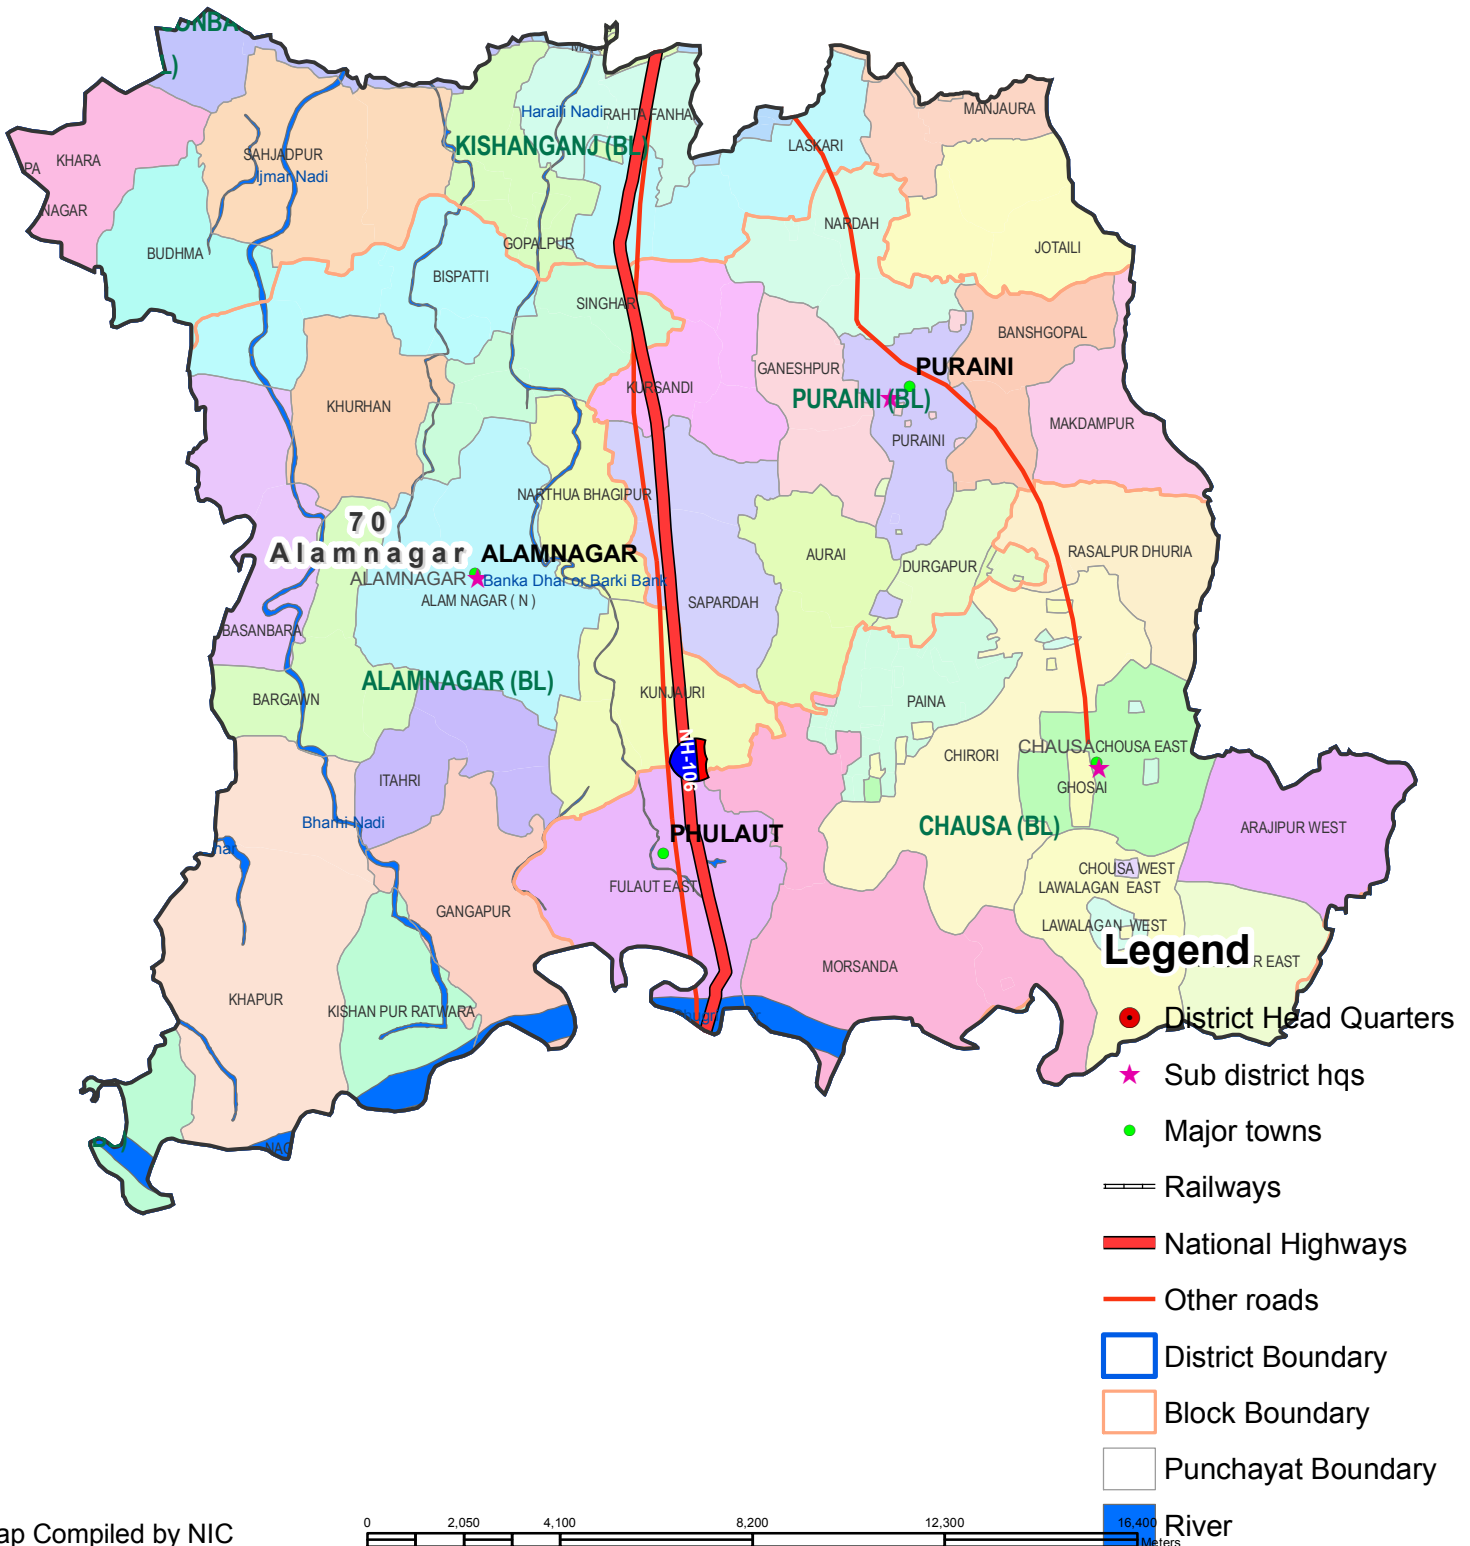 L)
KISHANGANJ (BL)
Haraili Nadi
RAHTA FANHA
MANJAURA
LASKARI
KHARA
PA
NAGAR
SAHJADPUR
ijmar Nadi
BUDHMA
GOPALPUR
BISPATTI
NARDAH
JOTAILI
SINGHAR
BANSHGOPAL
GANESHPUR
PURAINI
KURSANDI
PURAINI (BL)
KHURHAN
PURAINI
MAKDAMPUR
NARTHUA BHAGIPUR
70
Alamnagar
ALAMNAGAR
ALAMNAGAR
Banka Dhar or Barki Bank
ALAM NAGAR ( N )
AURAI
DURGAPUR
RASALPUR DHURIA
SAPARDAH
BASANBARA
ALAMNAGAR (BL)
BARGAWN
KUNJAURI
PAINA
NH-106
CHIRORI
CHAUSA
CHOUSA EAST
ITAHRI
GHOSAI
Bhami Nadi
PHULAUT
CHAUSA (BL)
ARAJIPUR WEST
FULAUT EAST
CHOUSA WEST
LAWALAGAN EAST
GANGAPUR
LAWALAGAN WEST
MORSANDA
R EAST
KHAPUR
KISHAN PUR RATWARA
NAG
Legend
District Head Quarters
Sub district hqs
Major towns
Railways
National Highways
Other roads
District Boundary
Block Boundary
Punchayat Boundary
River
ap Compiled by NIC
0 2,050 4,100 8,200 12,300 16,400
Meters